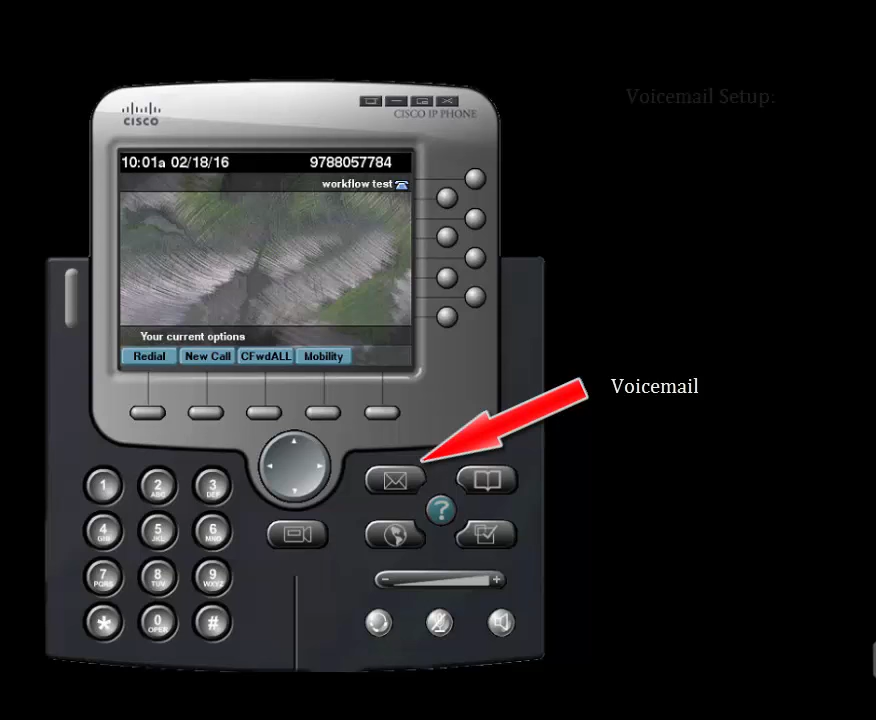 Voicemail Setup:
CISCO
CISCO IP PHONE
10:01a 02/18/16 9788057784
workflow test
Your current options
Redial New Call CFwdALL Mobility
Voicemail
1 2 ABC 3 DEF
4 GHI 5 JKL 6 MNO
?
7 PQRS 8 TUV 9 WXYZ
- +
* 0 OPER #